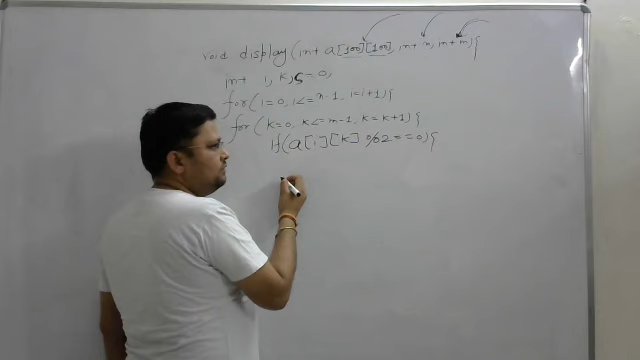 void display(int a[100][100], int n, int m){
int i, k, s=0;
for(i=0, i<=n-1, i=i+1){
for(k=0, k<=m-1, k=k+1){
if(a[i][k] %2==0){